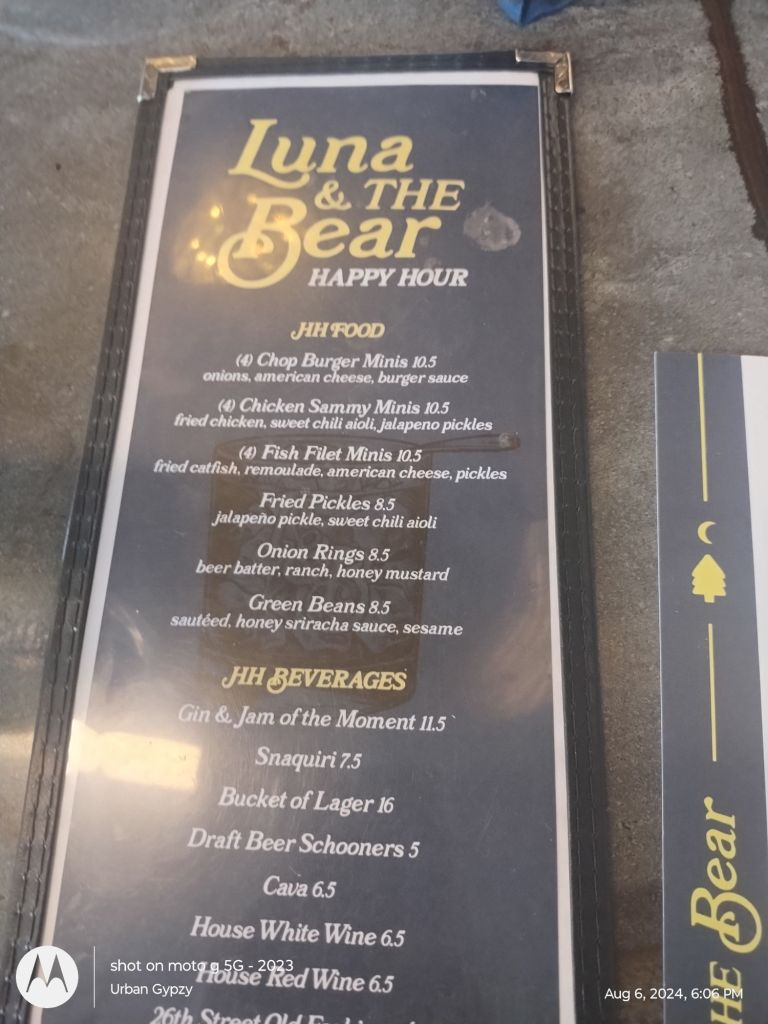 Luna
& THE
Bear
HAPPY HOUR
HH FOOD
(4) Chop Burger Minis 10.5
onions, american cheese, burger sauce
(4) Chicken Sammy Minis 10.5
fried chicken, sweet chili aioli, jalapeno pickles
(4) Fish Filet Minis 10.5
fried catfish, remoulade, american cheese, pickles
Fried Pickles 8.5
jalapeño pickle, sweet chili aioli
Onion Rings 8.5
beer batter, ranch, honey mustard
Green Beans 8.5
sautéed, honey sriracha sauce, sesame
HH BEVERAGES
Gin & Jam of the Moment 11.5
Snaquiri 7.5
Bucket of Lager 16
Draft Beer Schooners 5
Cava 6.5
House White Wine 6.5
House Red Wine 6.5
26th Street Old
HE Bear
shot on moto g 5G - 2023
Urban Gypzy
Aug 6, 2024, 6:06 PM